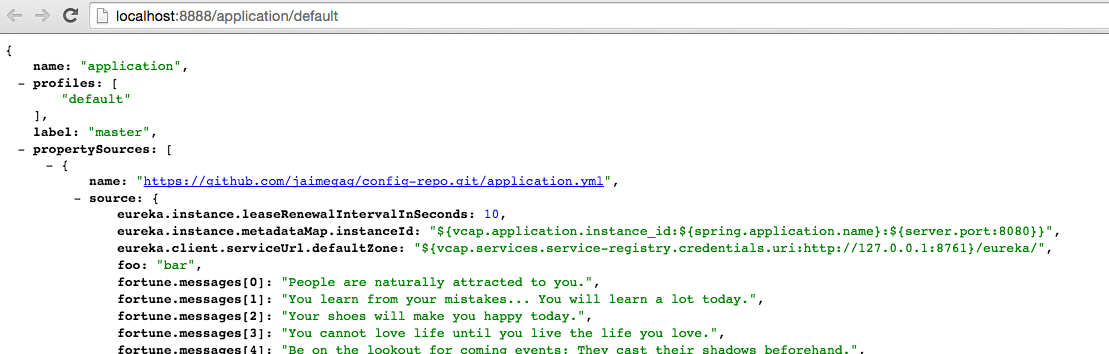 localhost:8888/application/default
{
name: "application",
- profiles: [
"default"
],
label: "master",
- propertySources: [
- {
name: "https://github.com/jaimegag/config-repo.git/application.yml",
- source: {
eureka.instance.leaseRenewalIntervalInSeconds: 10,
eureka.instance.metadataMap.instanceId: "${vcap.application.instance_id:${spring.application.name}:${server.port:8080}}",
eureka.client.serviceUrl.defaultZone: "${vcap.services.service-registry.credentials.uri:http://127.0.0.1:8761}/eureka/",
foo: "bar",
fortune.messages[0]: "People are naturally attracted to you.",
fortune.messages[1]: "You learn from your mistakes... You will learn a lot today.",
fortune.messages[2]: "Your shoes will make you happy today.",
fortune.messages[3]: "You cannot love life until you live the life you love.",
fortune.messages[4]: "Be on the lookout for coming events; They cast their shadows beforehand.",